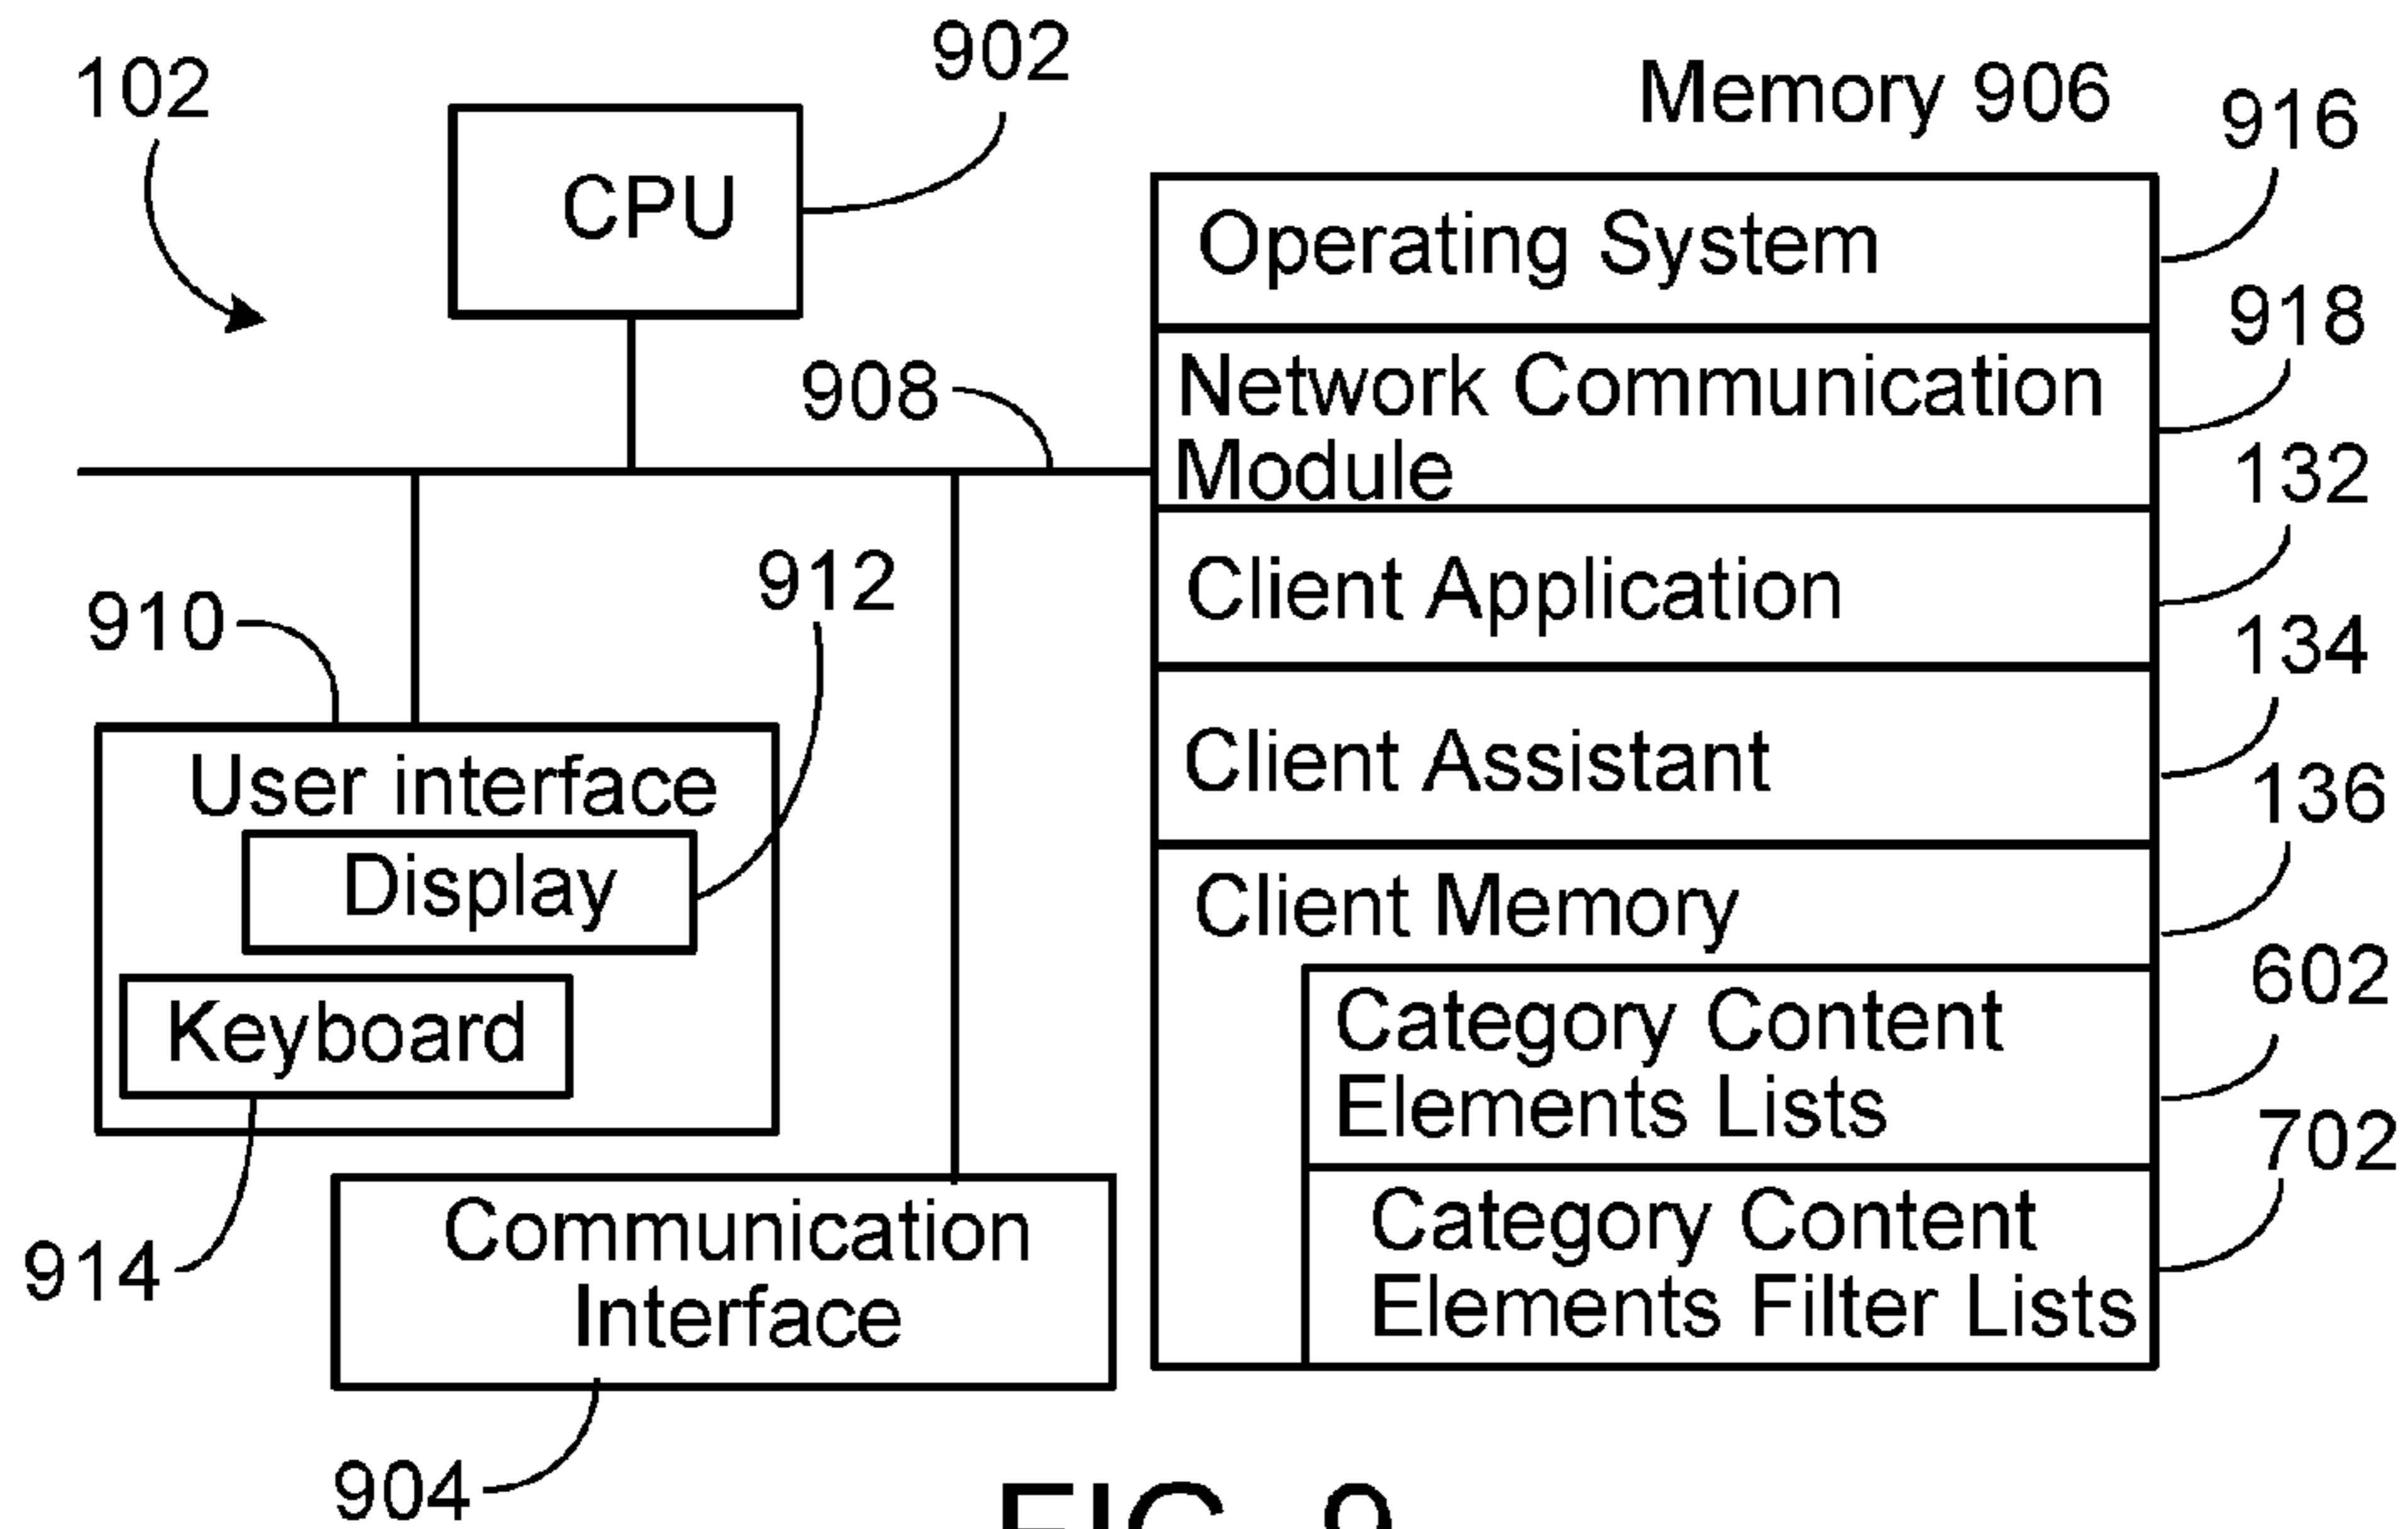 102
902
CPU
Memory 906
916
Operating System
918
908
Network Communication
Module
132
Client Application
912
910
134
Client Assistant
User interface
136
Display
Client Memory
602
Keyboard
Category Content
Elements Lists
702
Communication
Interface
Category Content
Elements Filter Lists
914
904